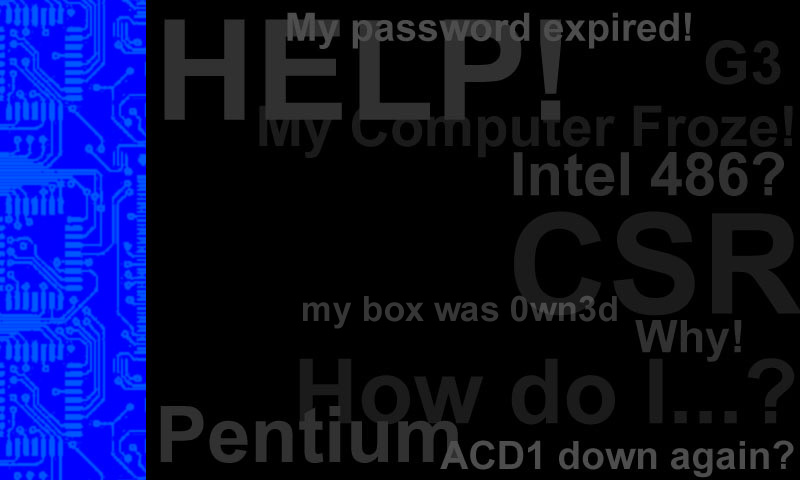 My password expired!
HELP!
G3
My Computer Froze!
Intel 486?
CSR
my box was 0wn3d
Why!
How do I...?
Pentium
ACD1 down again?